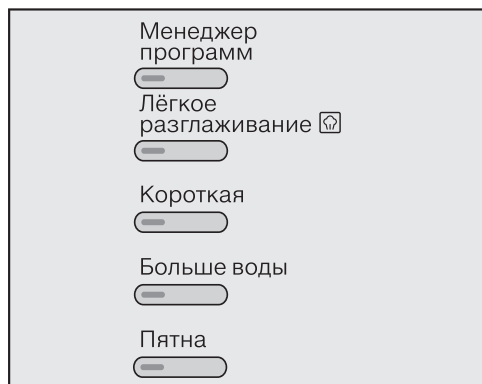 Менеджер
программ
Лёгкое
разглаживание
Короткая
Больше воды
Пятна